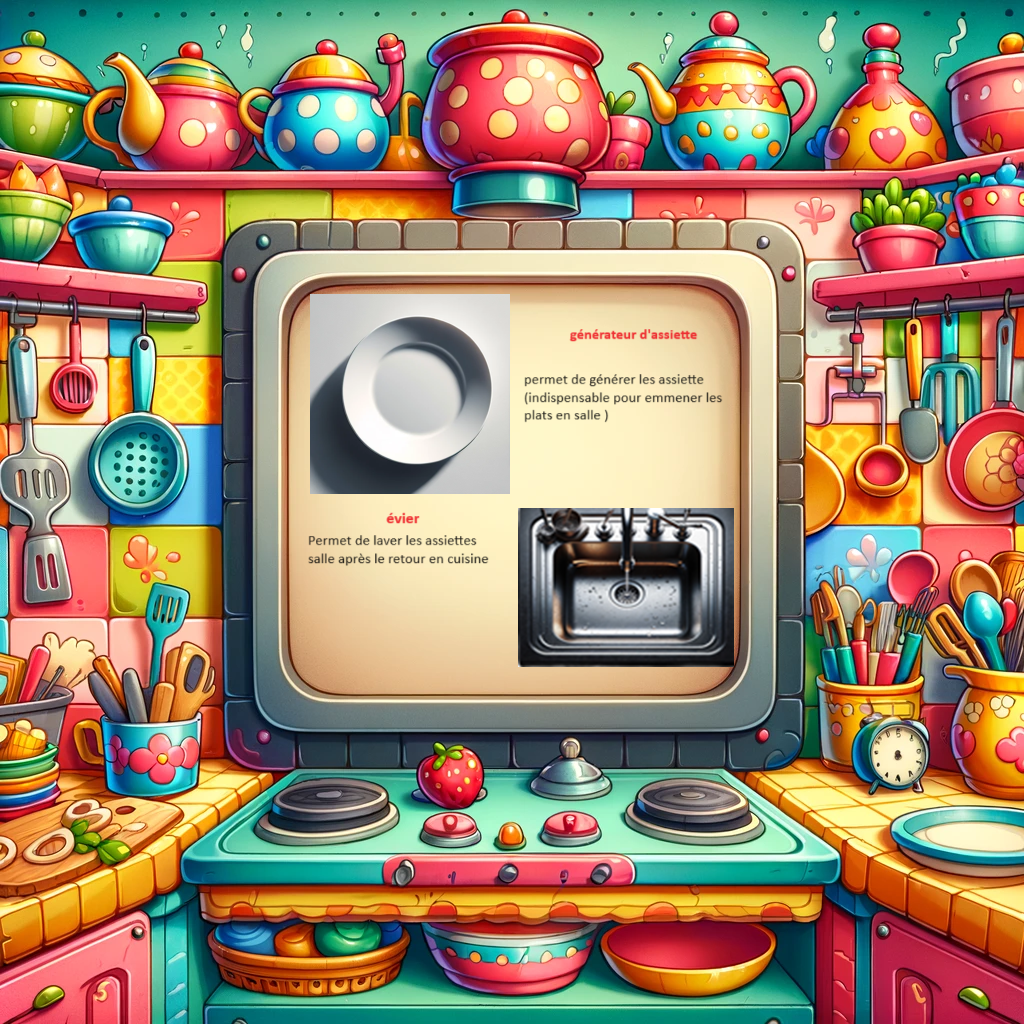 générateur d'assiette
permet de générer les assiette
(indispensable pour emmener les
plats en salle )
évier
Permet de laver les assiettes
salle après le retour en cuisine